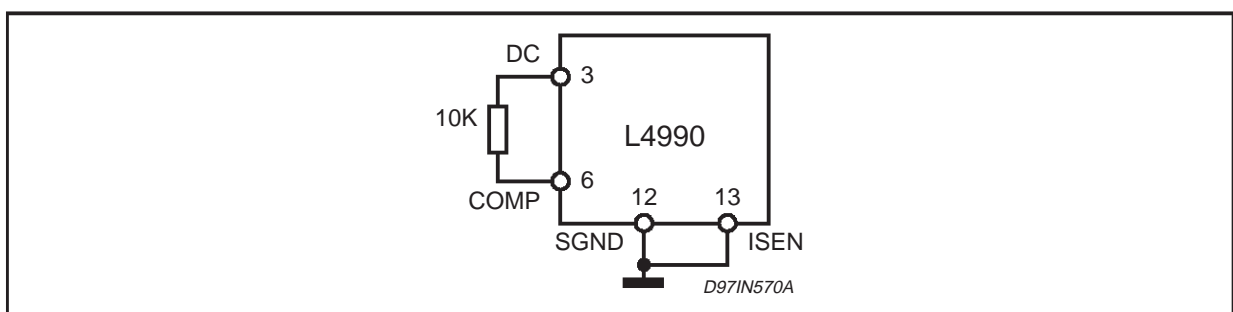 DC
3
10K
L4990
6
COMP
12
13
SGND
ISEN
D97IN570A